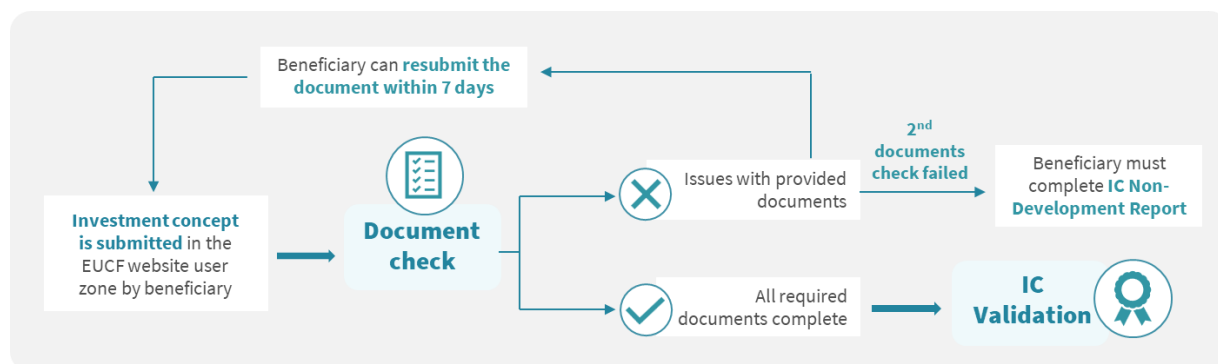 Beneficiary can resubmit the
document within 7 days
2nd
documents
check failed
Issues with provided
documents
Beneficiary must
complete IC Non-
Development Report
Investment concept
is submitted in the
EUCF website user
zone by beneficiary
Document
check
All required
documents complete
IC
Validation